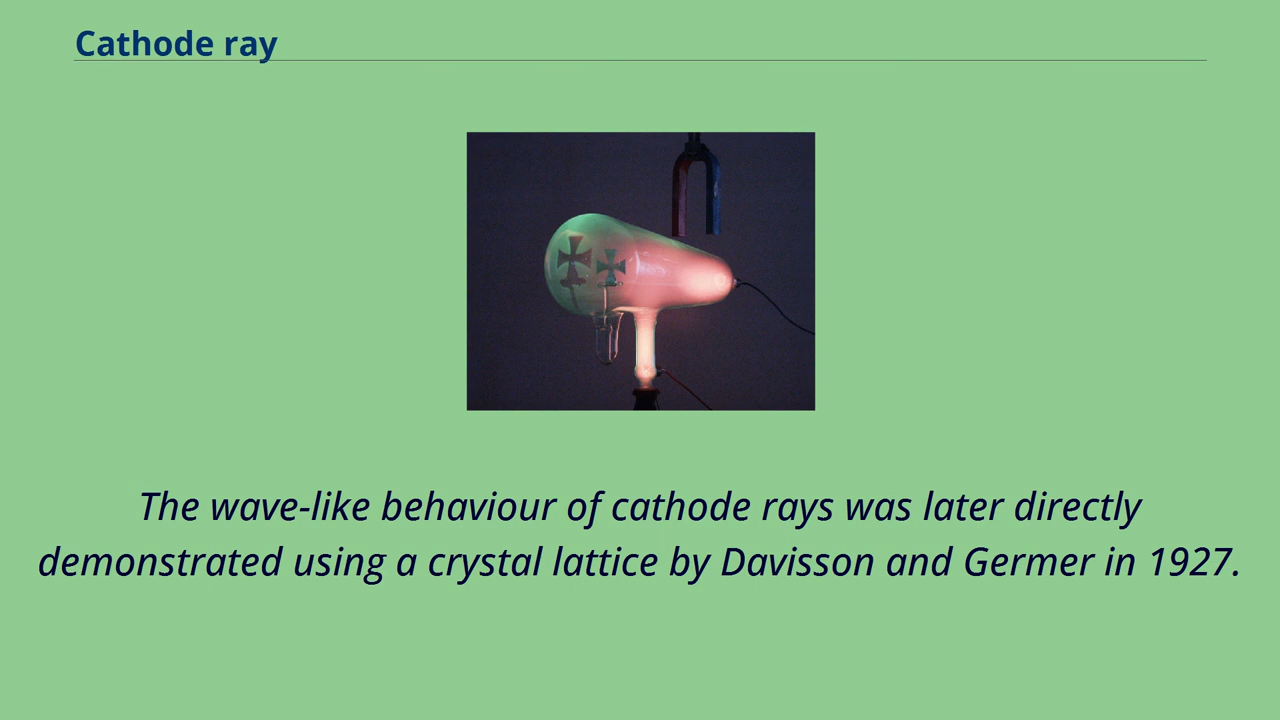 Cathode ray
The wave-like behaviour of cathode rays was later directly
demonstrated using a crystal lattice by Davisson and Germer in 1927.